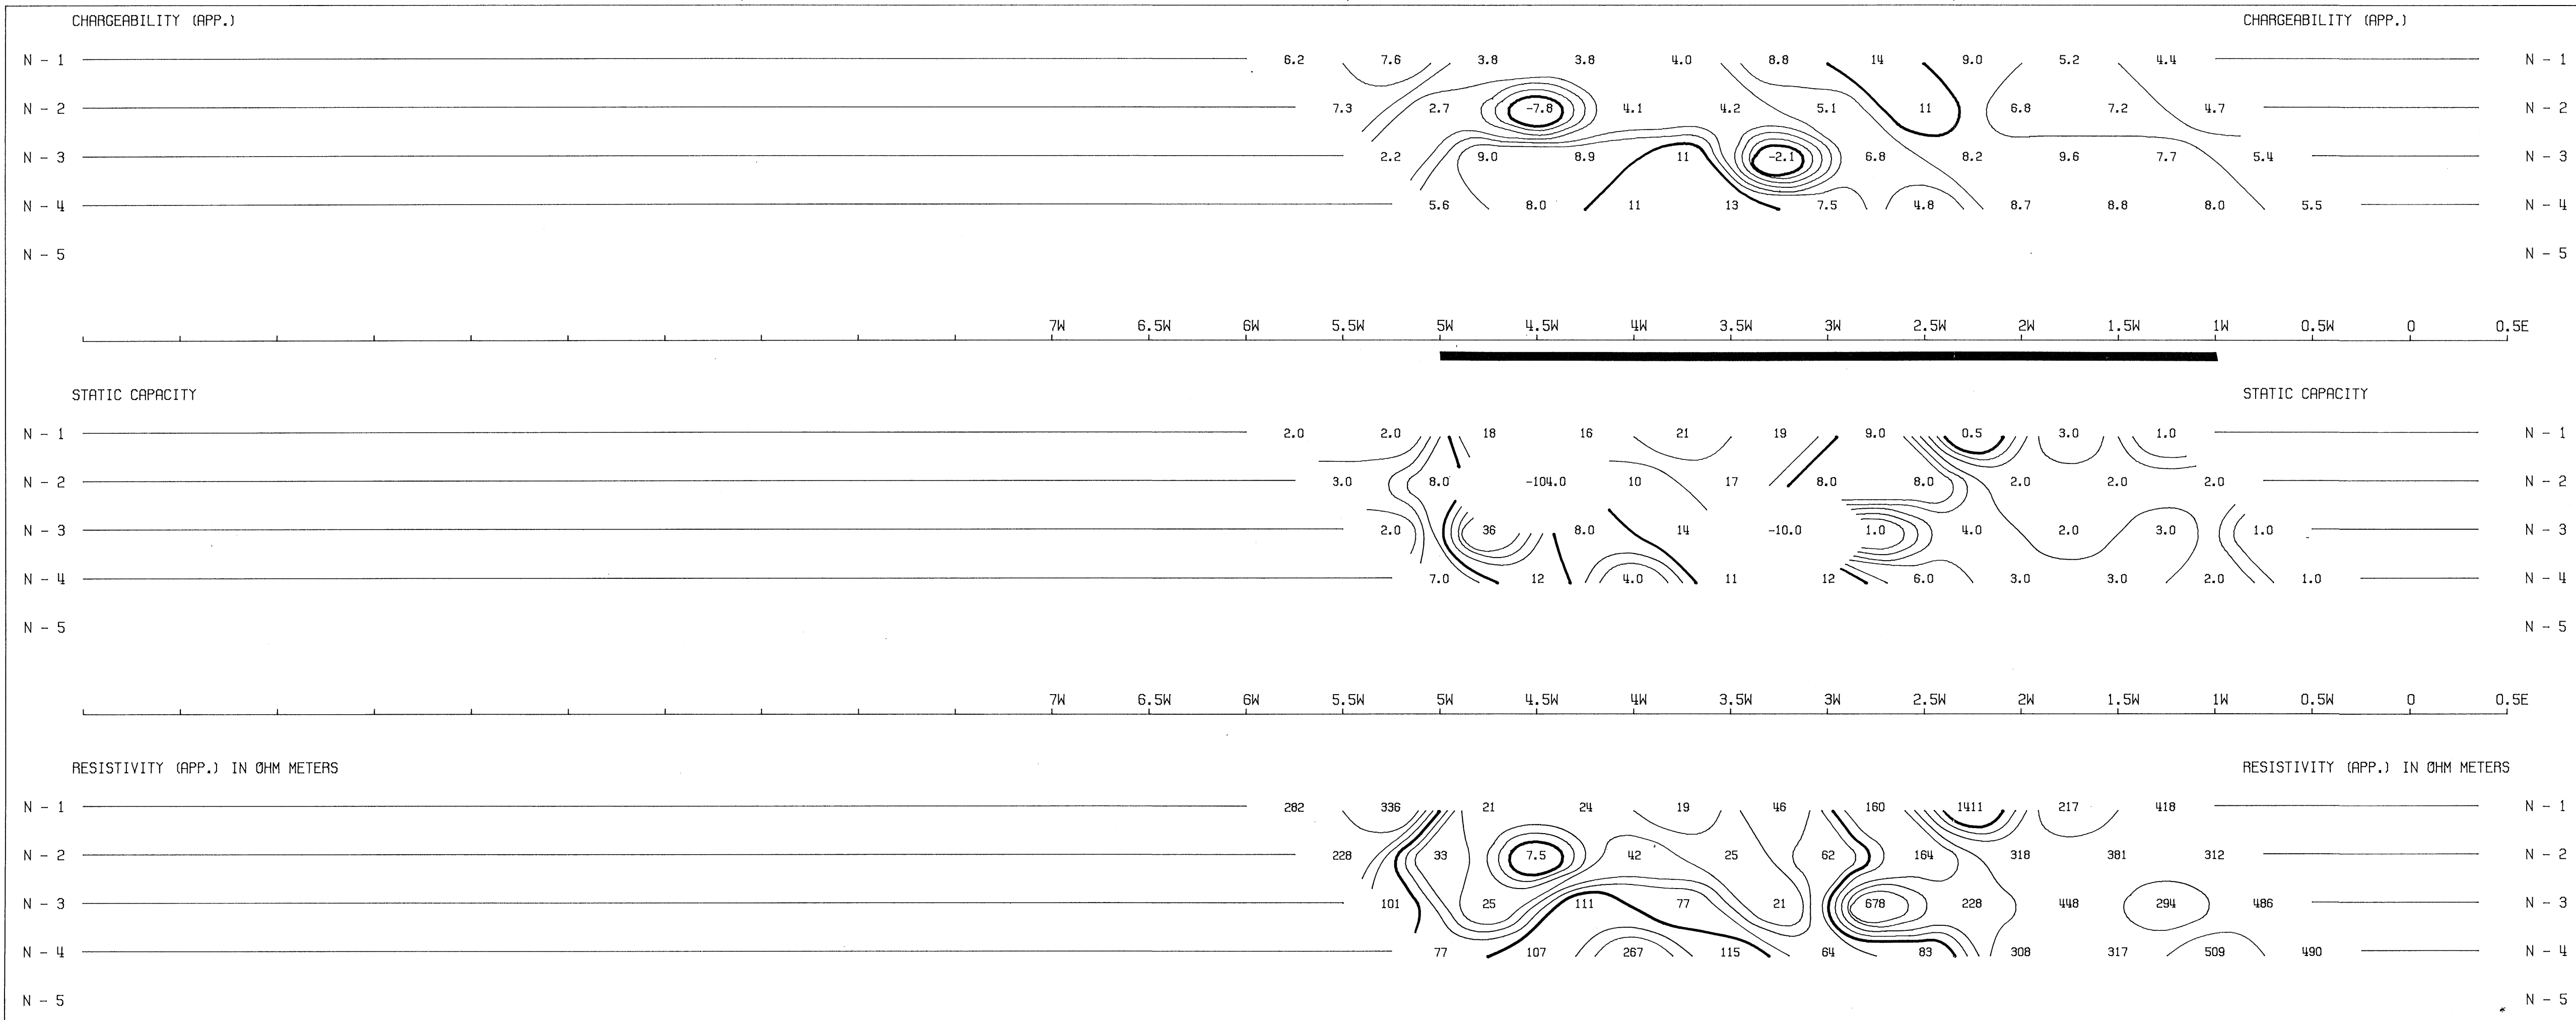 CHARGEABILITY (APP.) CHARGEABILITY (APP.)
N - 1 6.2 7.6 3.8 3.8 4.0 8.8 14 9.0 5.2 4.4 N - 1
N - 2 7.3 2.7 -7.8 4.1 4.2 5.1 11 6.8 7.2 4.7 N - 2
N - 3 2.2 9.0 8.9 11 -2.1 6.8 8.2 9.6 7.7 5.4 N - 3
N - 4 5.6 8.0 11 13 7.5 4.8 8.7 8.8 8.0 5.5 N - 4
N - 5 N - 5
7W 6.5W 6W 5.5W 5W 4.5W 4W 3.5W 3W 2.5W 2W 1.5W 1W 0.5W 0 0.5E
STATIC CAPACITY STATIC CAPACITY
N - 1 2.0 2.0 18 16 21 19 9.0 0.5 3.0 1.0 N - 1
N - 2 3.0 8.0 -104.0 10 17 8.0 8.0 2.0 2.0 2.0 N - 2
N - 3 2.0 36 8.0 14 -10.0 1.0 4.0 2.0 3.0 1.0 N - 3
N - 4 7.0 12 4.0 11 12 6.0 3.0 3.0 2.0 1.0 N - 4
N - 5 N - 5
7W 6.5W 6W 5.5W 5W 4.5W 4W 3.5W 3W 2.5W 2W 1.5W 1W 0.5W 0 0.5E
RESISTIVITY (APP.) IN OHM METERS RESISTIVITY (APP.) IN OHM METERS
N - 1 282 336 21 24 19 46 160 1411 217 418 N - 1
N - 2 228 33 7.5 42 25 62 164 318 381 312 N - 2
N - 3 101 25 111 77 21 678 228 448 294 486 N - 3
N - 4 77 107 267 115 64 83 308 317 509 490 N - 4
N - 5 N - 5